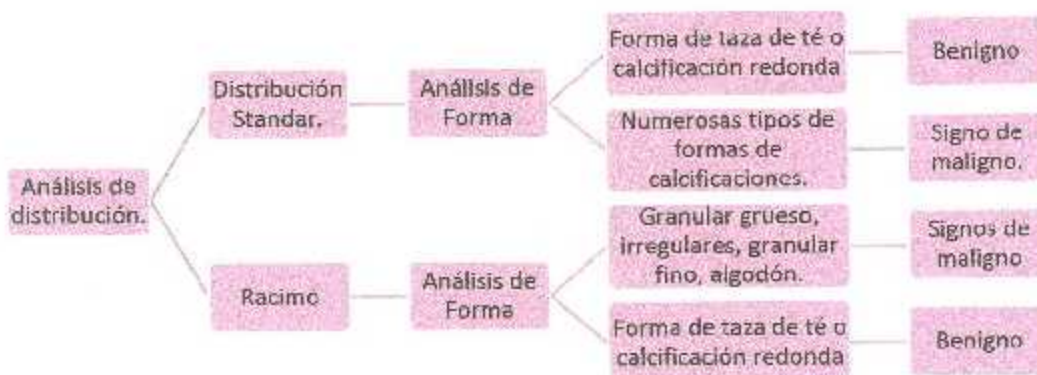 Análisis de
distribución.
Distribución
Standar.
Análisis de
Forma
Forma de taza de té o
calcificación redonda
Benigno
Numerosas tipos de
formas de
calcificaciones.
Signo de
maligno.
Racimo
Análisis de
Forma
Granular grueso,
irregulares, granular
fino, algodón.
Signos de
maligno
Forma de taza de té o
calcificación redonda
Benigno